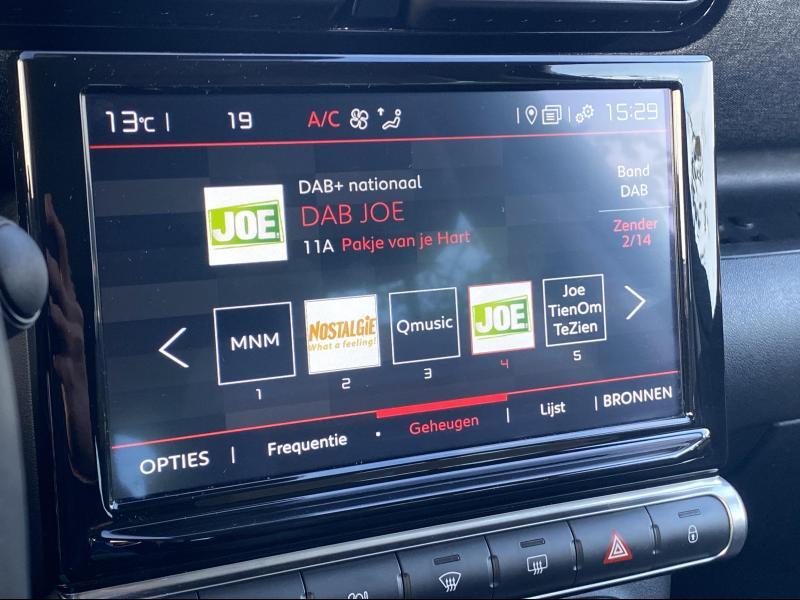 13°C 19 A/C 15:29
DAB+ nationaal
Band
DAB
JOE
DAB JOE
11A Pakje van je Hart
Zender
2/14
MNM
NOSTALGIE
What a feeling!
Qmusic
JOE
Joe
TienOm
TeZien
1 2 3 4 5
OPTIES Frequentie Geheugen Lijst BRONNEN